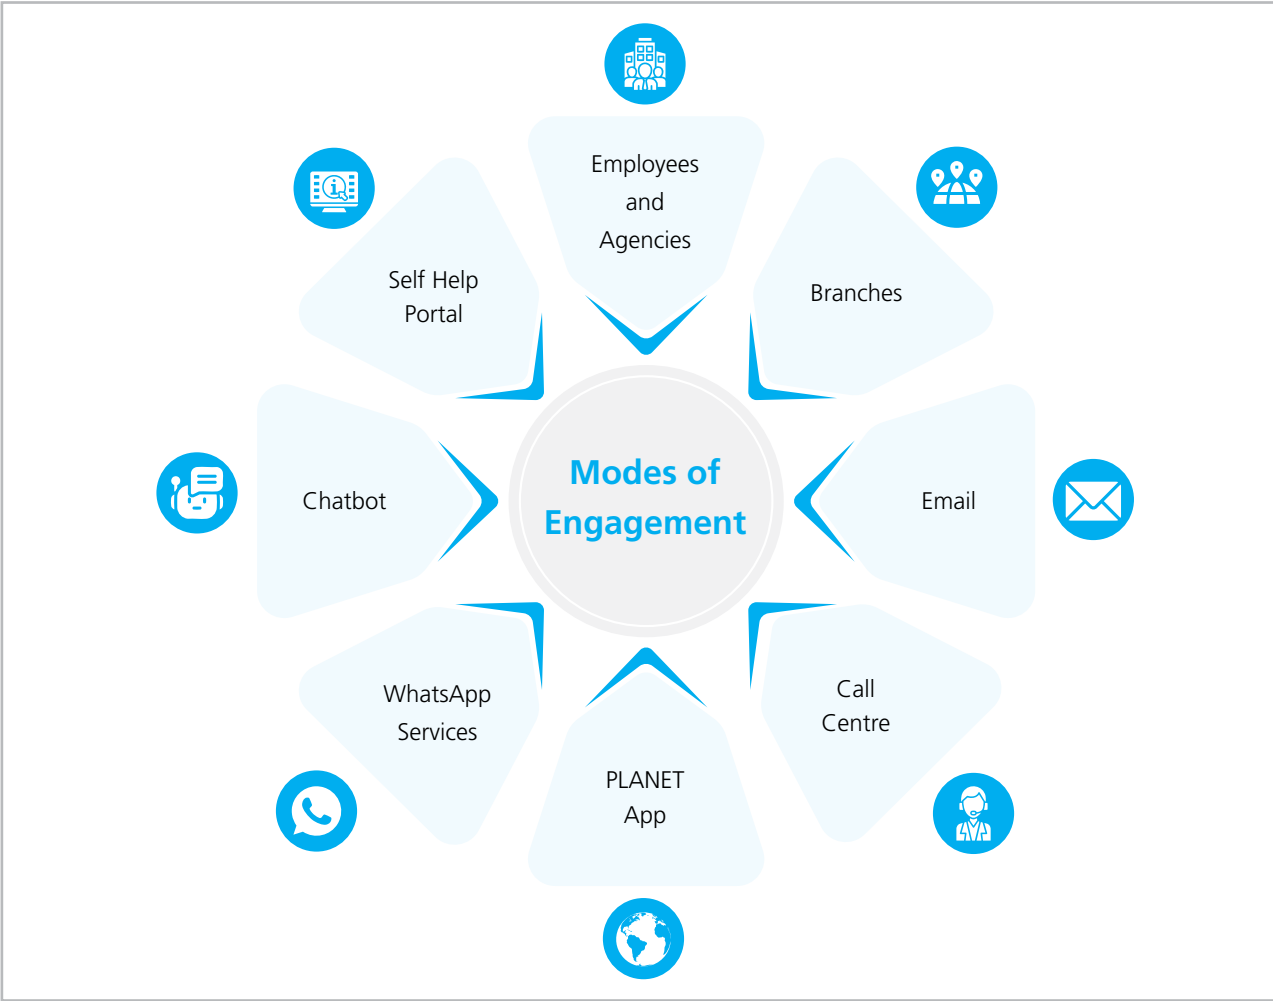 Employees
and
Agencies
Branches
Email
Call
Centre
PLANET
App
WhatsApp
Services
Chatbot
Self Help
Portal
Modes of
Engagement